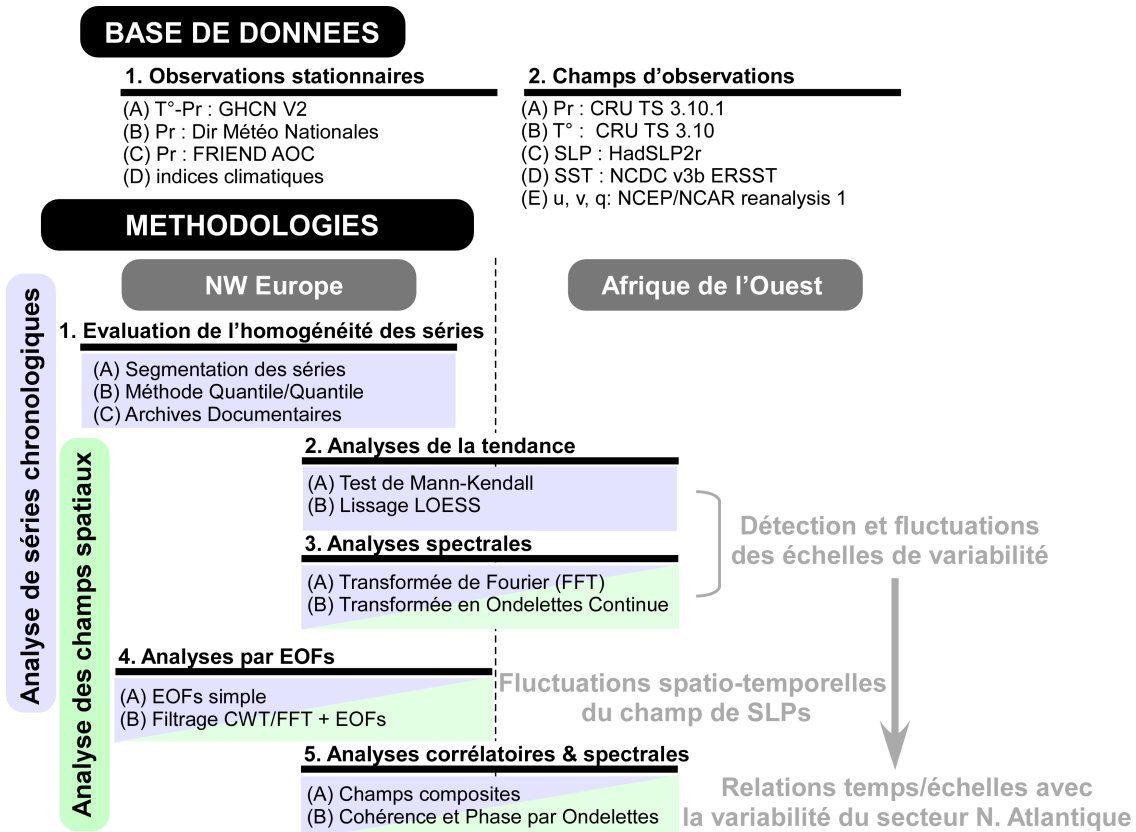 BASE DE DONNEES
1. Observations stationnaires
(A) T°-Pr : GHCN V2
(B) Pr : Dir Météo Nationales
(C) Pr : FRIEND AOC
(D) indices climatiques
2. Champs d'observations
(A) Pr : CRU TS 3.10.1
(B) T° : CRU TS 3.10
(C) SLP : HadSLP2r
(D) SST : NCDC v3b ERSST
(E) u, v, q: NCEP/NCAR reanalysis 1
METHODOLOGIES
NW Europe
Afrique de l'Ouest
Analyse de séries chronologiques
Analyse des champs spatiaux
1. Evaluation de l'homogénéité des séries
(A) Segmentation des séries
(B) Méthode Quantile/Quantile
(C) Archives Documentaires
2. Analyses de la tendance
(A) Test de Mann-Kendall
(B) Lissage LOESS
3. Analyses spectrales
(A) Transformée de Fourier (FFT)
(B) Transformée en Ondelettes Continue
Détection et fluctuations
des échelles de variabilité
4. Analyses par EOFs
(A) EOFs simple
(B) Filtrage CWT/FFT + EOFs
Fluctuations spatio-temporelles
du champ de SLPs
5. Analyses corrélatoires & spectrales
(A) Champs composites
(B) Cohérence et Phase par Ondelettes
Relations temps/échelles avec
la variabilité du secteur N. Atlantique